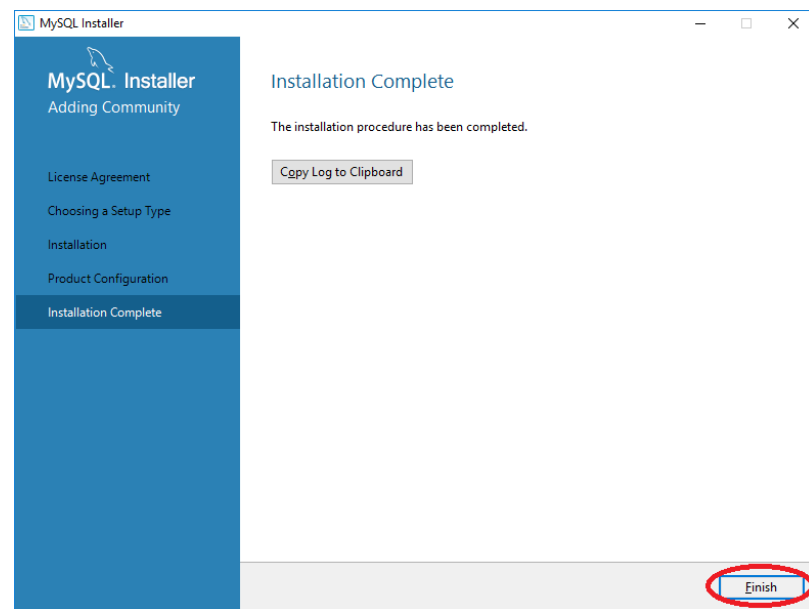 MySQL Installer
MySQL. Installer
Adding Community
License Agreement
Choosing a Setup Type
Installation
Product Configuration
Installation Complete
Installation Complete
The installation procedure has been completed.
Copy Log to Clipboard
Finish